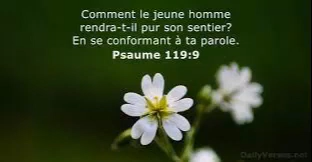 Comment le jeune homme
rendra-t-il pur son sentier?
En se conformant à ta parole.
Psaume 119:9
DailyVerses.net